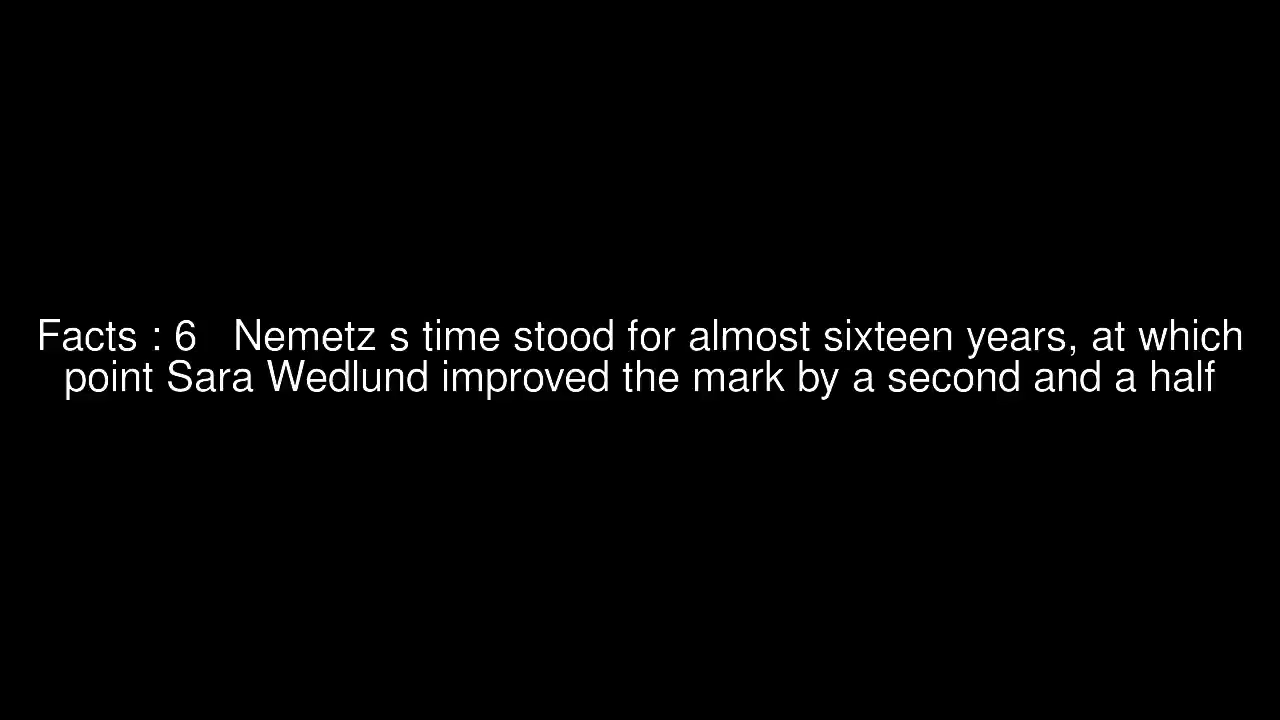 Facts : 6   Nemetz s time stood for almost sixteen years, at which
point Sara Wedlund improved the mark by a second and a half